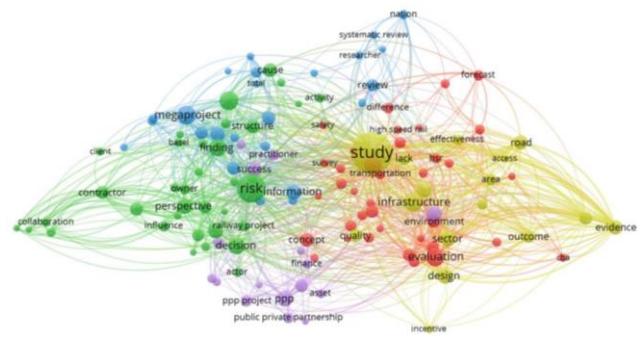 nation
systematic review
researcher
cause
total
forecast
review
activity
difference
megaproject
structure
safety
high speed rail
effectiveness
road
basel
finding
client
practitioner
study
lack
hsr
access
success
survey
transportation
area
owner
risk
information
contractor
perspective
infrastructure
collaboration
influence
railway project
environment
evidence
decision
concept
quality
sector
outcome
finance
evaluation
cba
actor
design
asset
ppp project
ppp
public private partnership
incentive